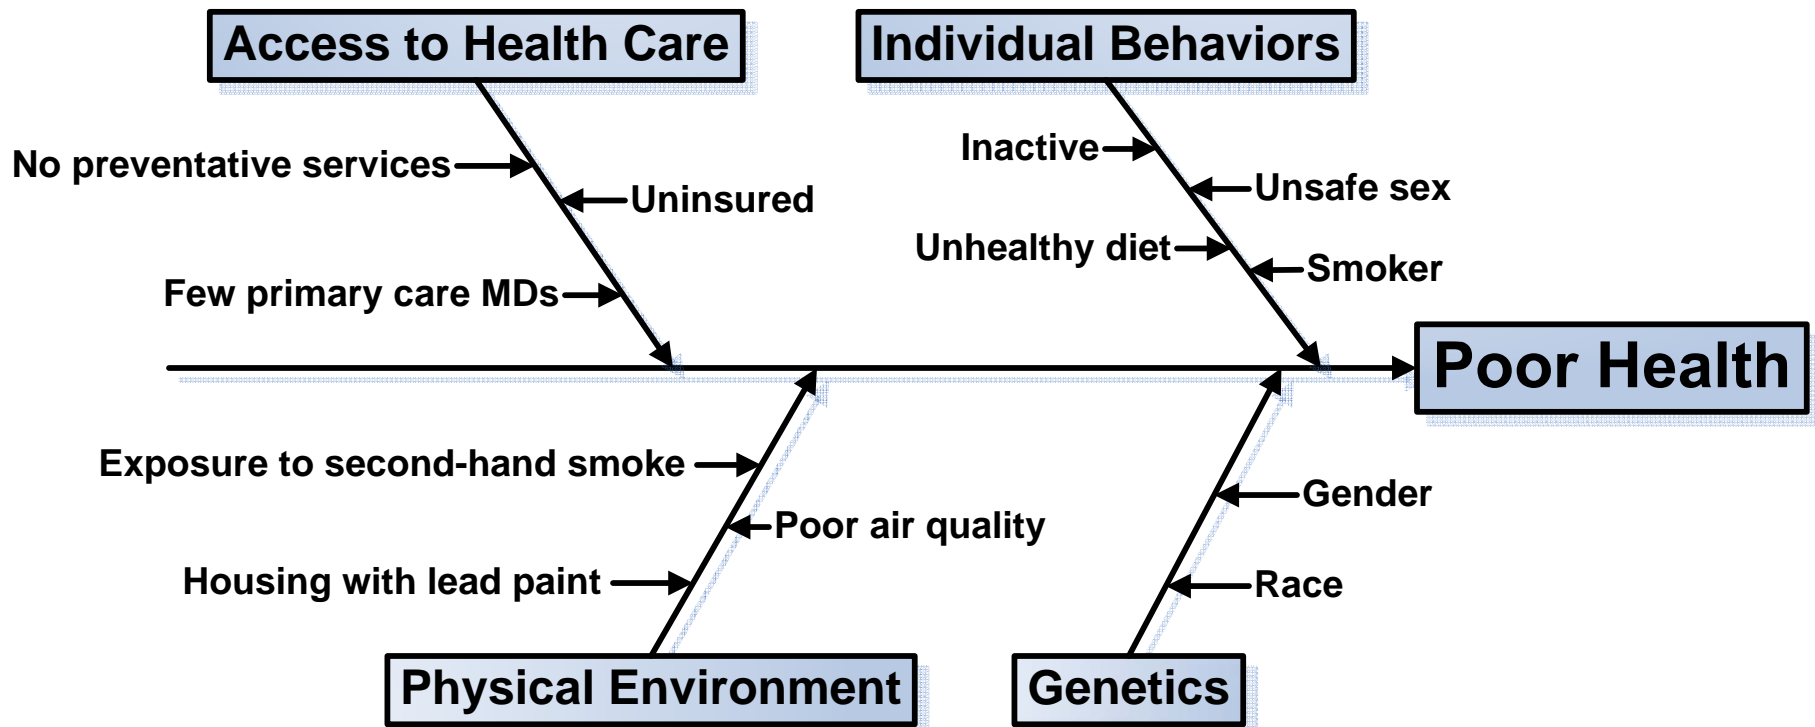 Access to Health Care
Individual Behaviors
No preventative services
Uninsured
Few primary care MDs
Inactive
Unsafe sex
Unhealthy diet
Smoker
Poor Health
Exposure to second-hand smoke
Poor air quality
Housing with lead paint
Gender
Race
Physical Environment
Genetics